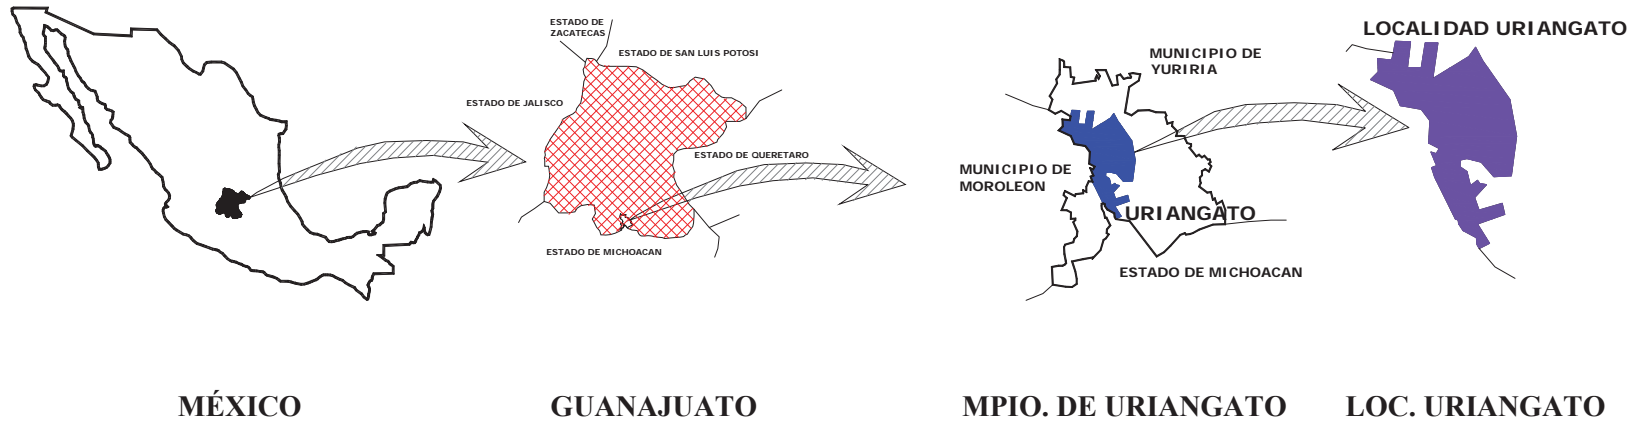 ESTADO DE
ZACATECAS
ESTADO DE SAN LUIS POTOSI
ESTADO DE JALISCO
ESTADO DE QUERETARO
ESTADO DE MICHOACAN
MUNICIPIO DE
YURIRIA
MUNICIPIO DE
MOROLEON
URIANGATO
ESTADO DE MICHOACAN
LOCALIDAD URIANGATO
MÉXICO
GUANAJUATO
MPIO. DE URIANGATO
LOC. URIANGATO